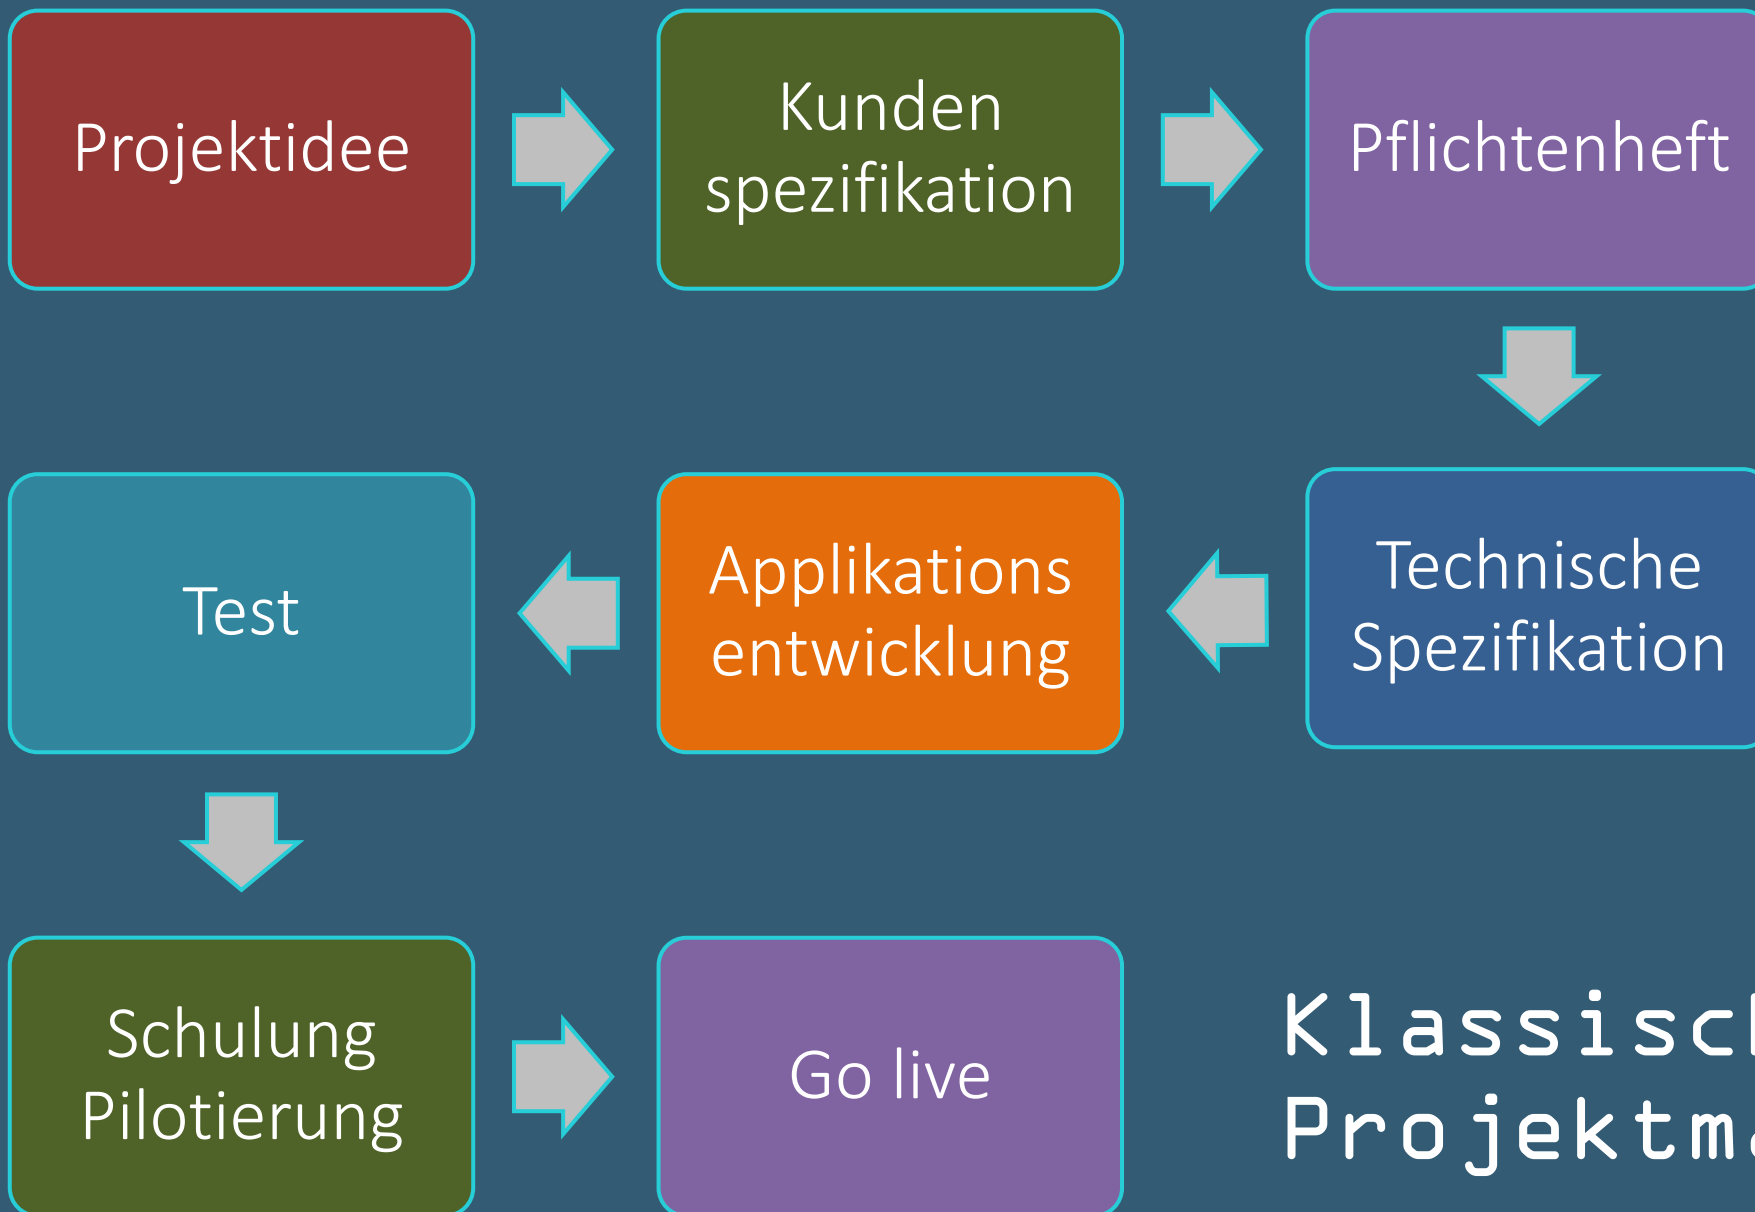 Projektidee
Kunden
spezifikation
Pflichtenheft
Technische
Spezifikation
Applikations
entwicklung
Test
Schulung
Pilotierung
Go live